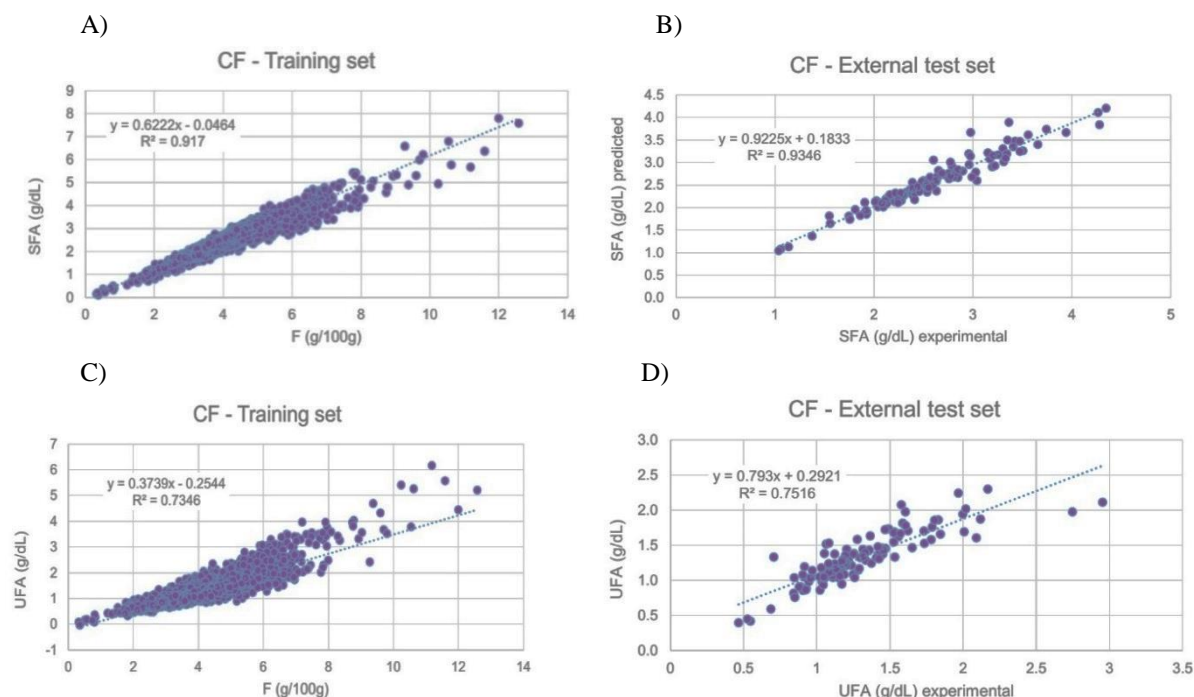 A)
CF - Training set
9
8
7
6
5
4
3
2
1
0
y = 0.6222x - 0.0464
R² = 0.917
SFA (g/dL)
0 2 4 6 8 10 12 14
F (g/100g)
B)
CF - External test set
4.5
4.0
3.5
3.0
2.5
2.0
1.5
1.0
0.5
0.0
y = 0.9225x + 0.1833
R² = 0.9346
SFA (g/dL) predicted
0 1 2 3 4 5
SFA (g/dL) experimental
C)
CF - Training set
7
6
5
4
3
2
1
0
-1
y = 0.3739x - 0.2544
R² = 0.7346
UFA (g/dL)
0 2 4 6 8 10 12 14
F (g/100g)
D)
CF - External test set
3.0
2.5
2.0
1.5
1.0
0.5
0.0
y = 0.793x + 0.2921
R² = 0.7516
UFA (g/dL)
0 0.5 1 1.5 2 2.5 3 3.5
UFA (g/dL) experimental